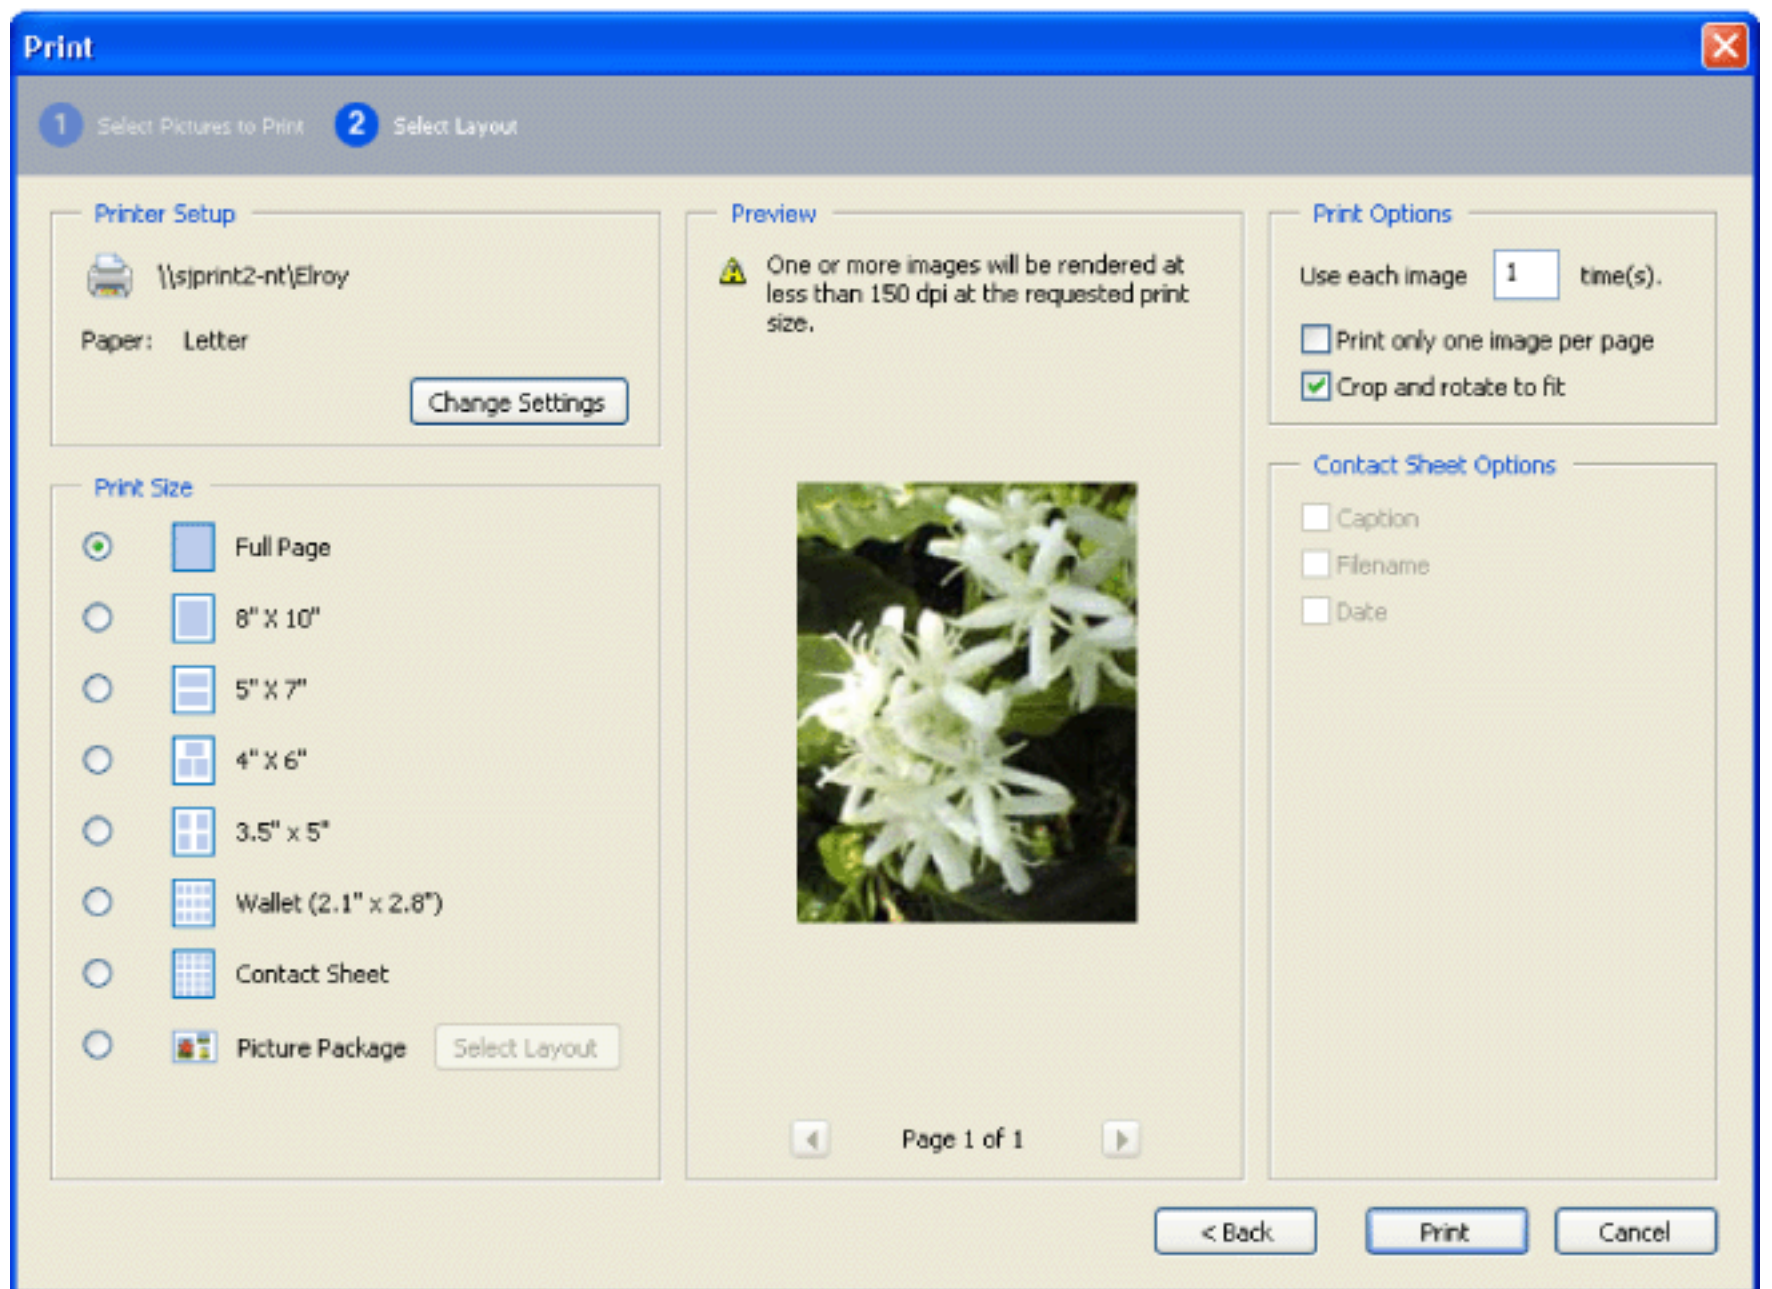 Print
1 Select Pictures to Print 2 Select Layout
Printer Setup
\\sjprint2-nt\Elroy
Paper: Letter
Change Settings
Print Size
Full Page
8" X 10"
5" X 7"
4" X 6"
3.5" x 5"
Wallet (2.1" x 2.8")
Contact Sheet
Picture Package Select Layout
Preview
One or more images will be rendered at
less than 150 dpi at the requested print
size.
Page 1 of 1
Print Options
Use each image 1 time(s).
Print only one image per page
Crop and rotate to fit
Contact Sheet Options
Caption
Filename
Date
< Back Print Cancel